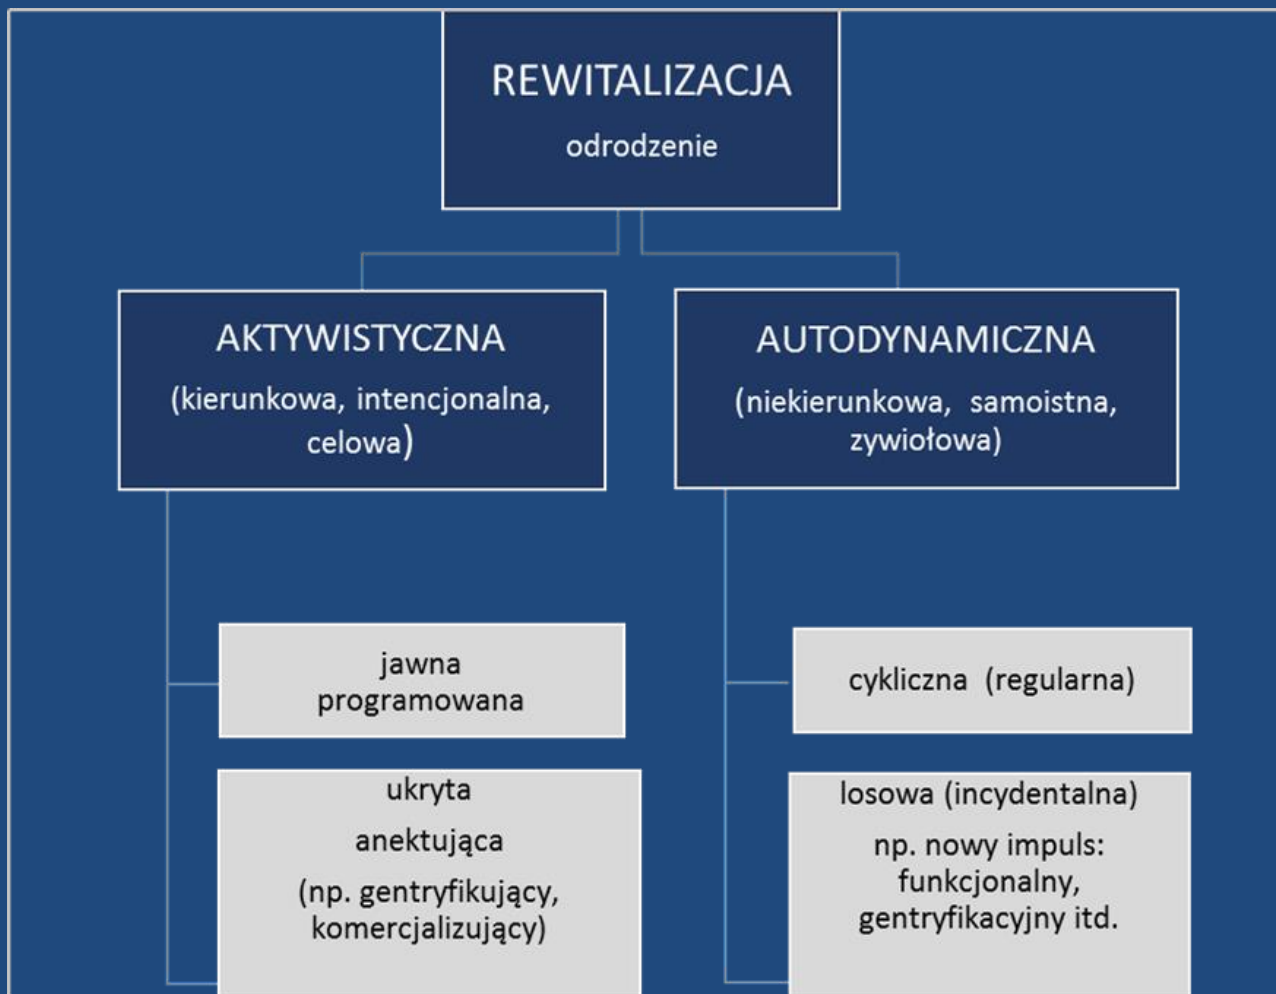 REWITALIZACJA
odrodzenie
AKTYWISTYCZNA
(kierunkowa, intencjonalna,
celowa)
AUTODYNAMICZNA
(niekierunkowa, samoistna,
zywiołowa)
jawna
programowana
ukryta
anektująca
(np. gentryfikujący,
komercjalizujący)
cykliczna (regularna)
losowa (incydentalna)
np. nowy impuls:
funkcjonalny,
gentryfikacyjny itd.